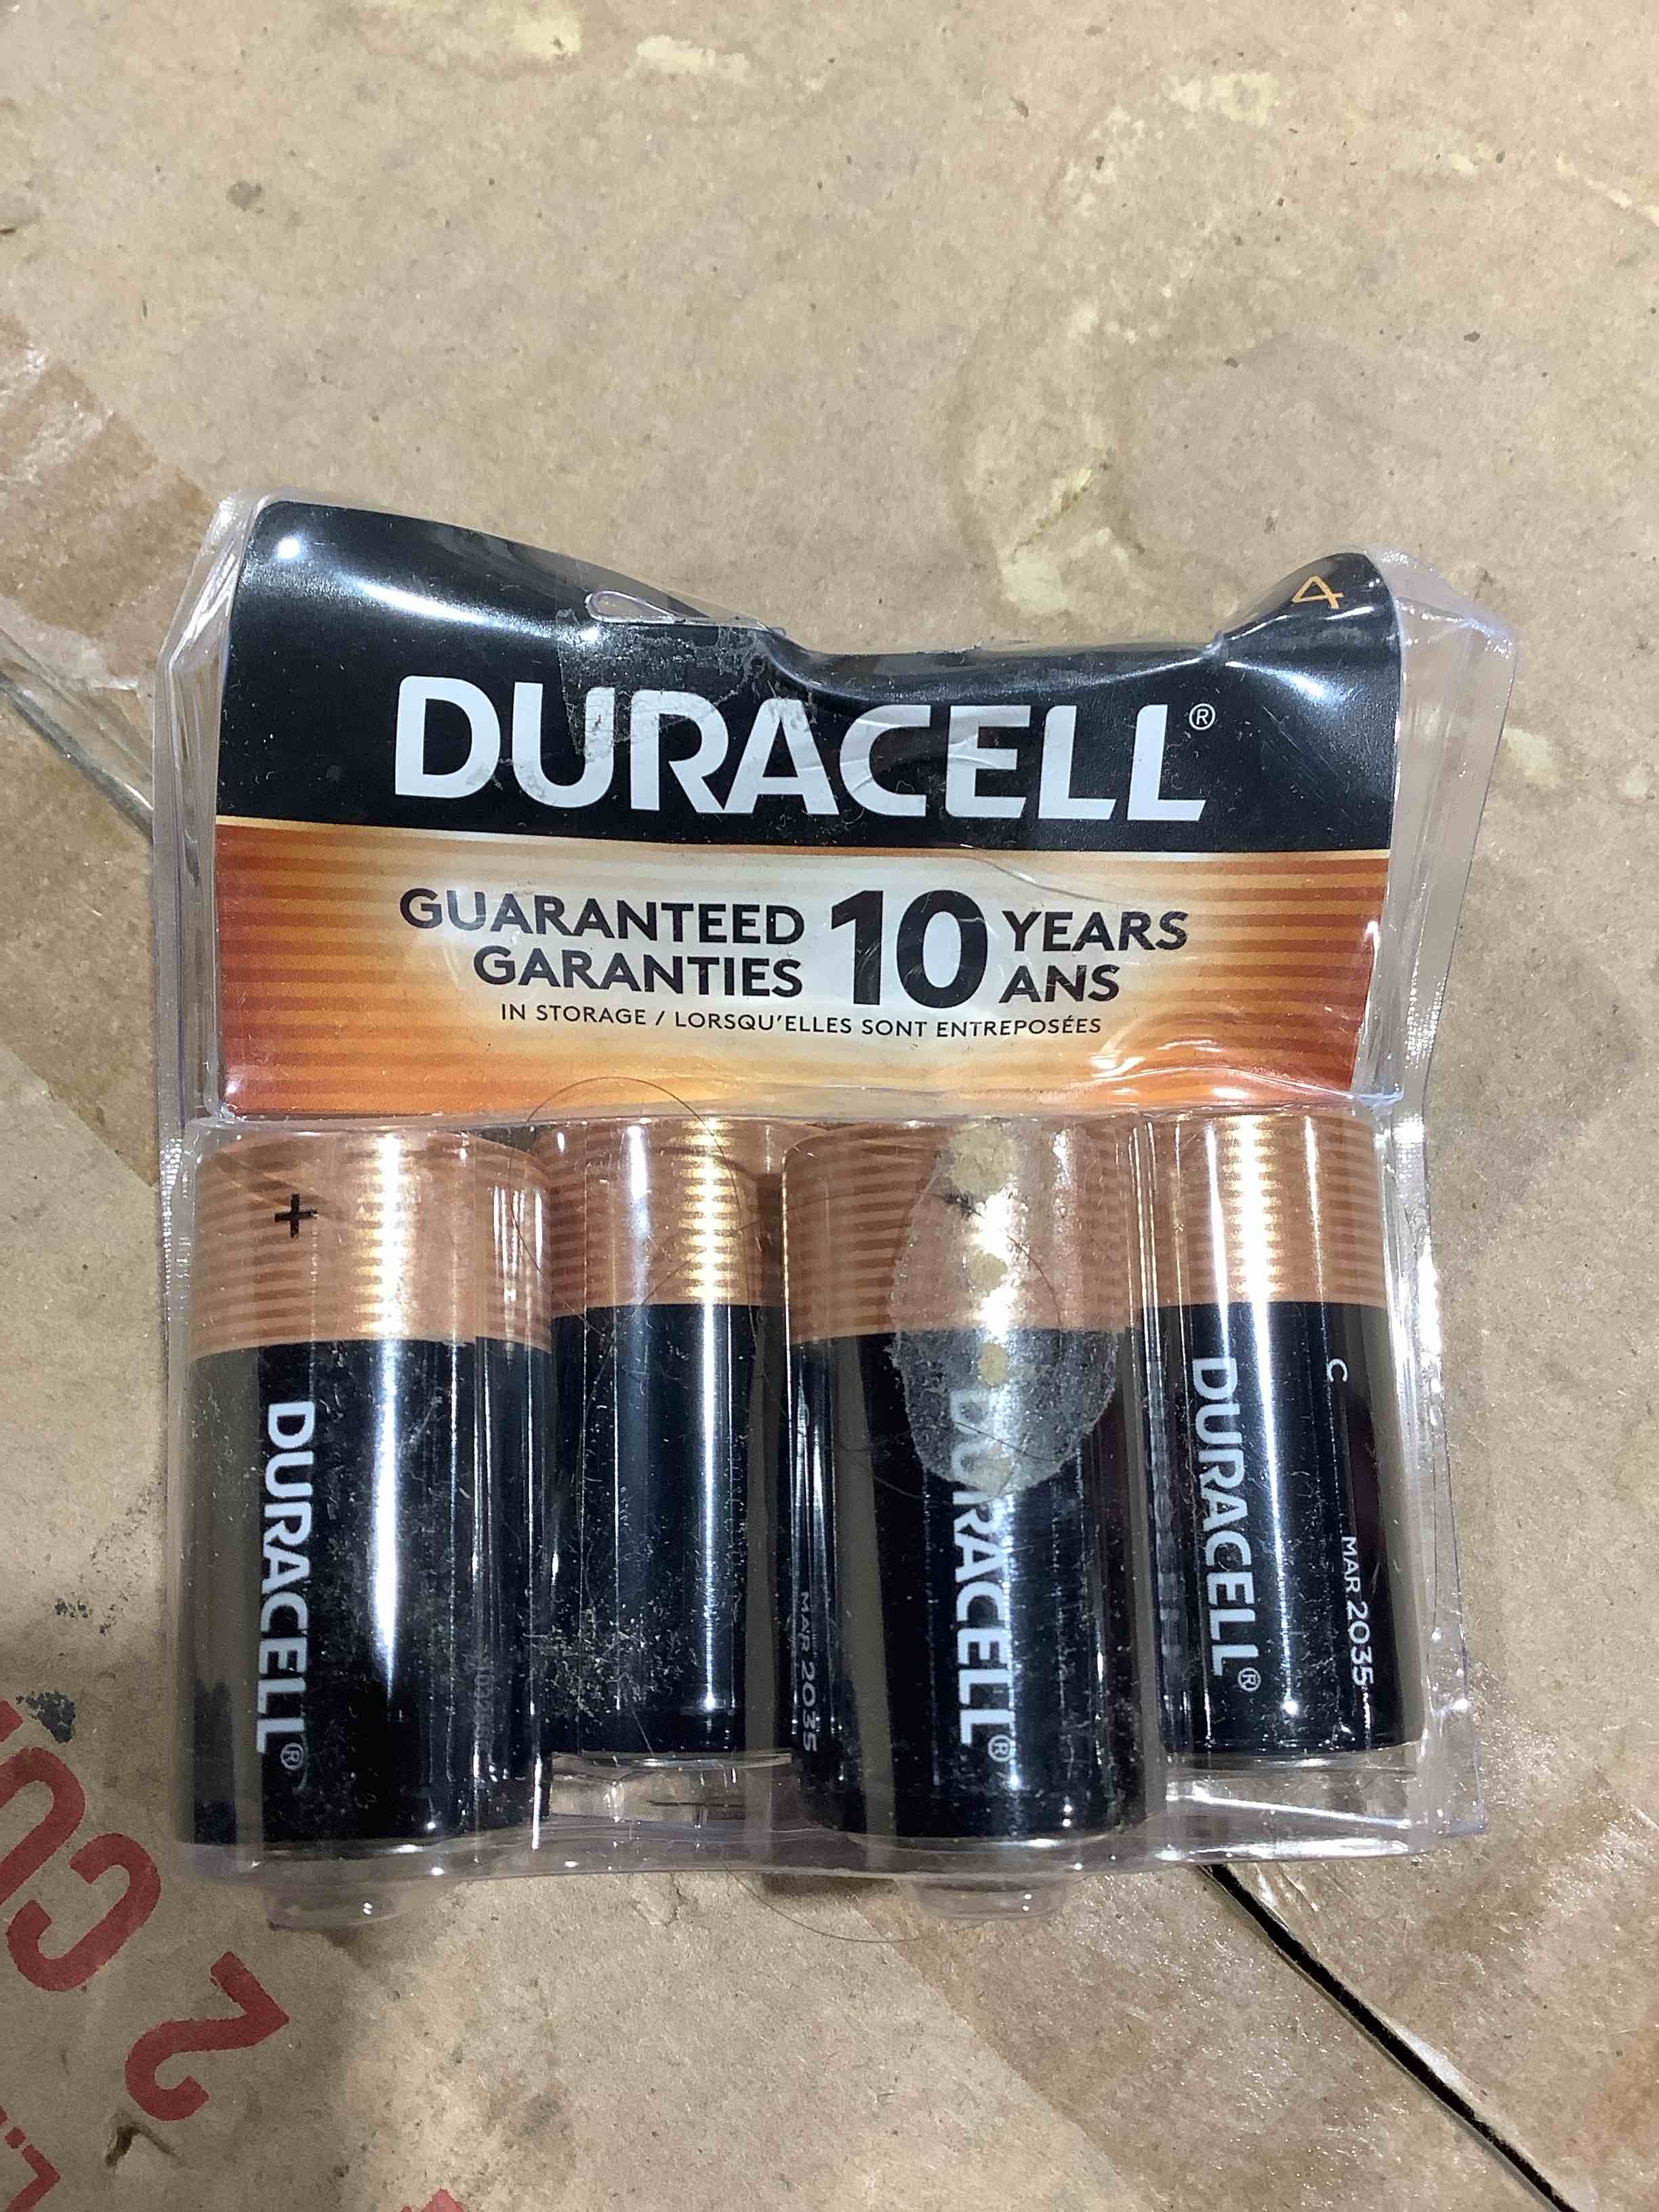 4
DURACELL®
GUARANTEED 10 YEARS
GARANTIES ANS
IN STORAGE / LORSQU'ELLES SONT ENTREPOSÉES
+
DURACELL®
MAR 2035
DURACELL®
C
DURACELL®
MAR 2035
2